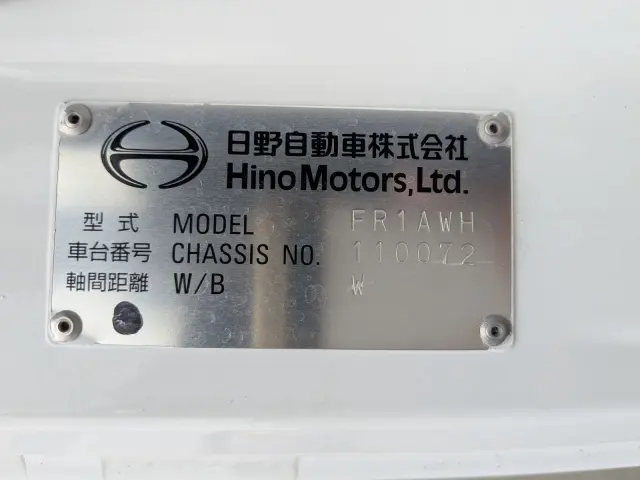 日野自動車株式会社
Hino Motors, Ltd.
型式 MODEL FR1AWH
車台番号 CHASSIS NO. 110072
軸間距離 W/B W